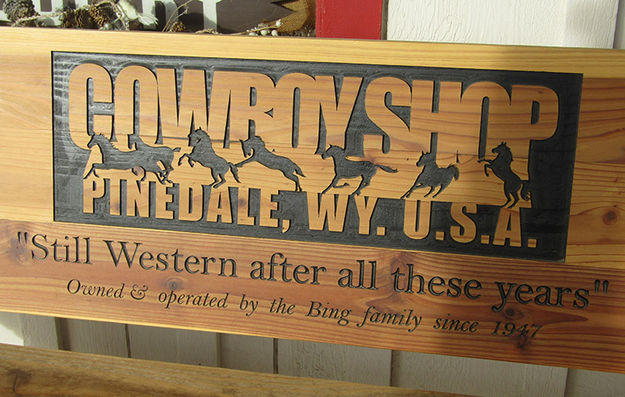 COWBOY SHOP
PINEDALE, WY. U.S.A.
"Still Western after all these years"
Owned & operated by the Bing family since 1947